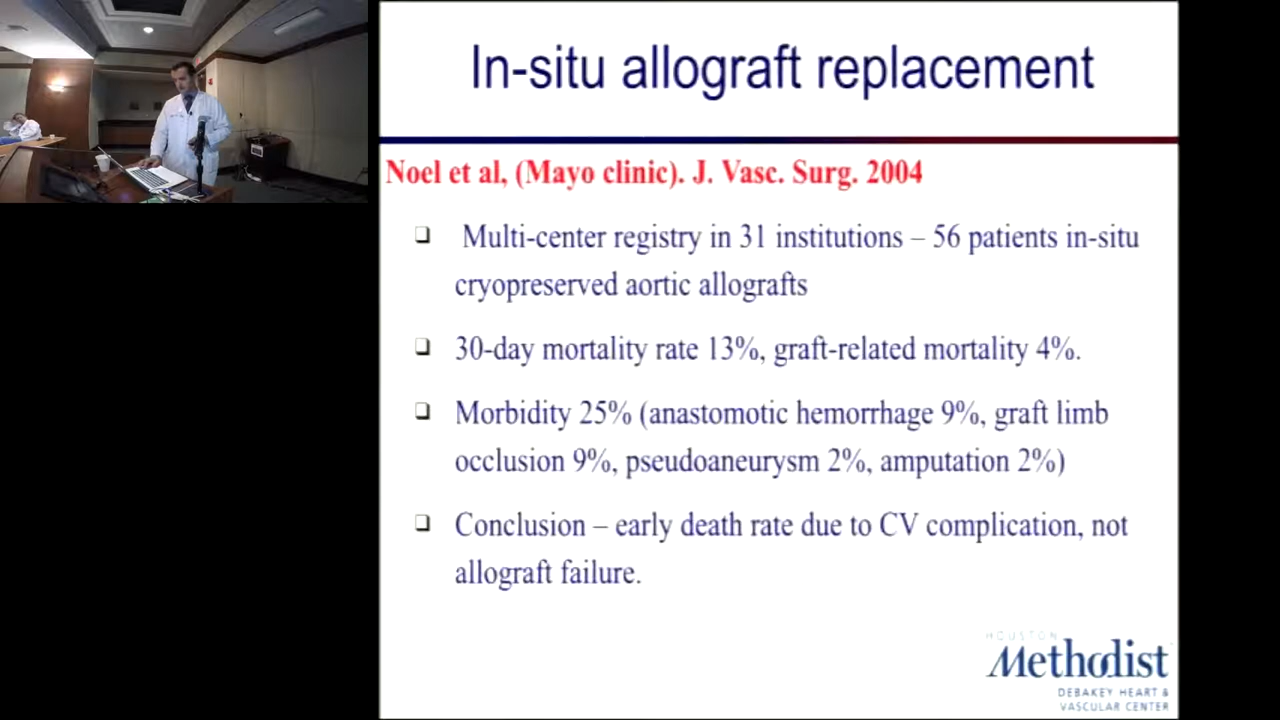 In-situ allograft replacement
Noel et al, (Mayo clinic). J. Vasc. Surg. 2004
❑ Multi-center registry in 31 institutions – 56 patients in-situ
cryopreserved aortic allografts
❑ 30-day mortality rate 13%, graft-related mortality 4%.
❑ Morbidity 25% (anastomotic hemorrhage 9%, graft limb
occlusion 9%, pseudoaneurysm 2%, amputation 2%)
❑ Conclusion – early death rate due to CV complication, not
allograft failure.
HOUSTON
Methodist
DEBAKEY HEART &
VASCULAR CENTER